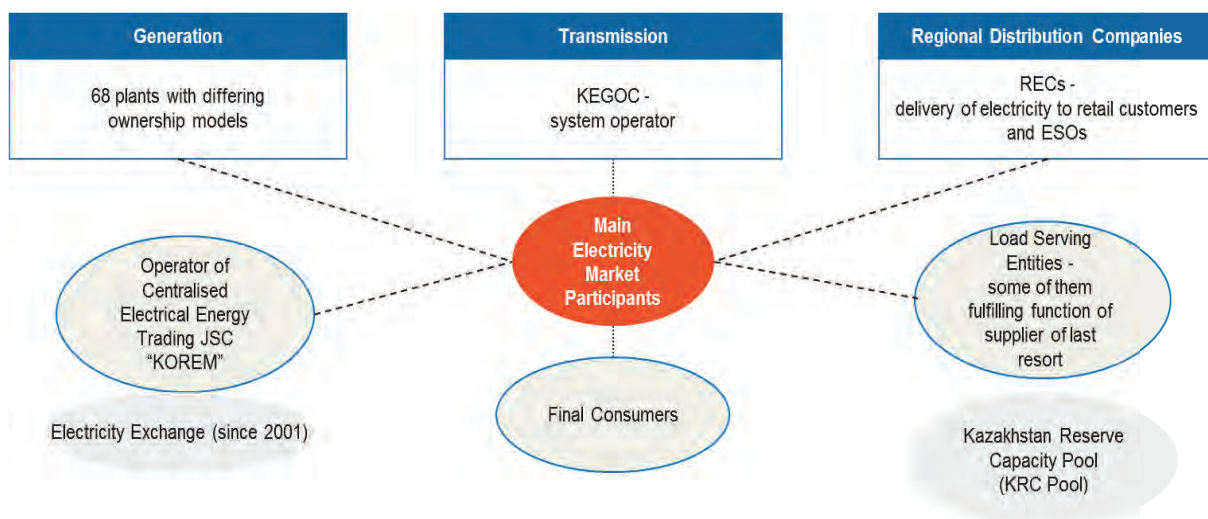 Generation
68 plants with differing
ownership models
Transmission
KEGOC -
system operator
Regional Distribution Companies
RECs -
delivery of electricity to retail customers
and ESOs
Main
Electricity
Market
Participants
Operator of
Centralised
Electrical Energy
Trading JSC
“KOREM”
Electricity Exchange (since 2001)
Final Consumers
Load Serving
Entities -
some of them
fulfilling function of
supplier of last
resort
Kazakhstan Reserve
Capacity Pool
(KRC Pool)